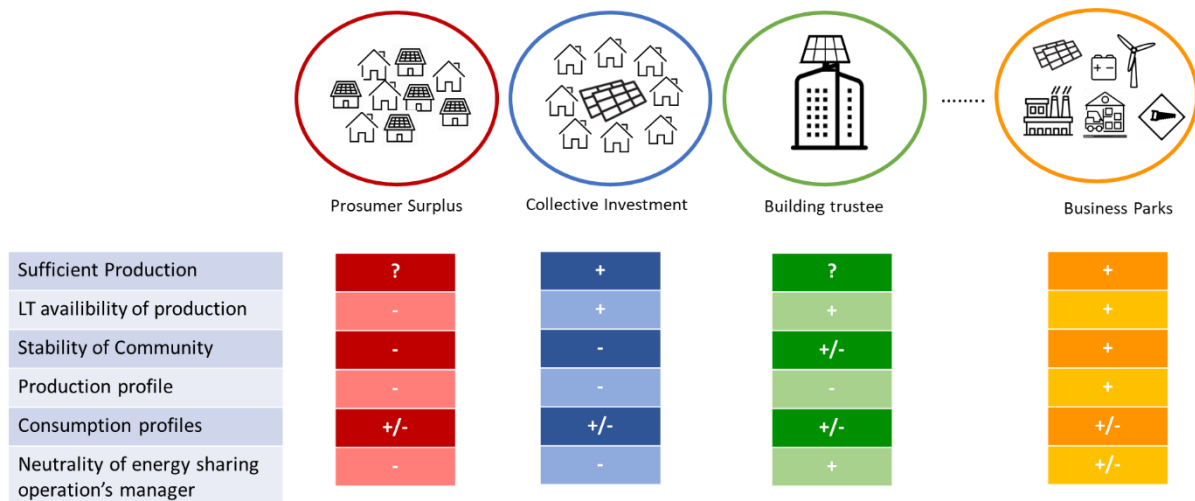 ........
Prosumer Surplus
Collective Investment
Building trustee
Business Parks
Sufficient Production ? + ? +
LT availibility of production - + + +
Stability of Community - - +/- +
Production profile - - - +
Consumption profiles +/- +/- +/- +/-
Neutrality of energy sharing - - + +/-
operation’s manager